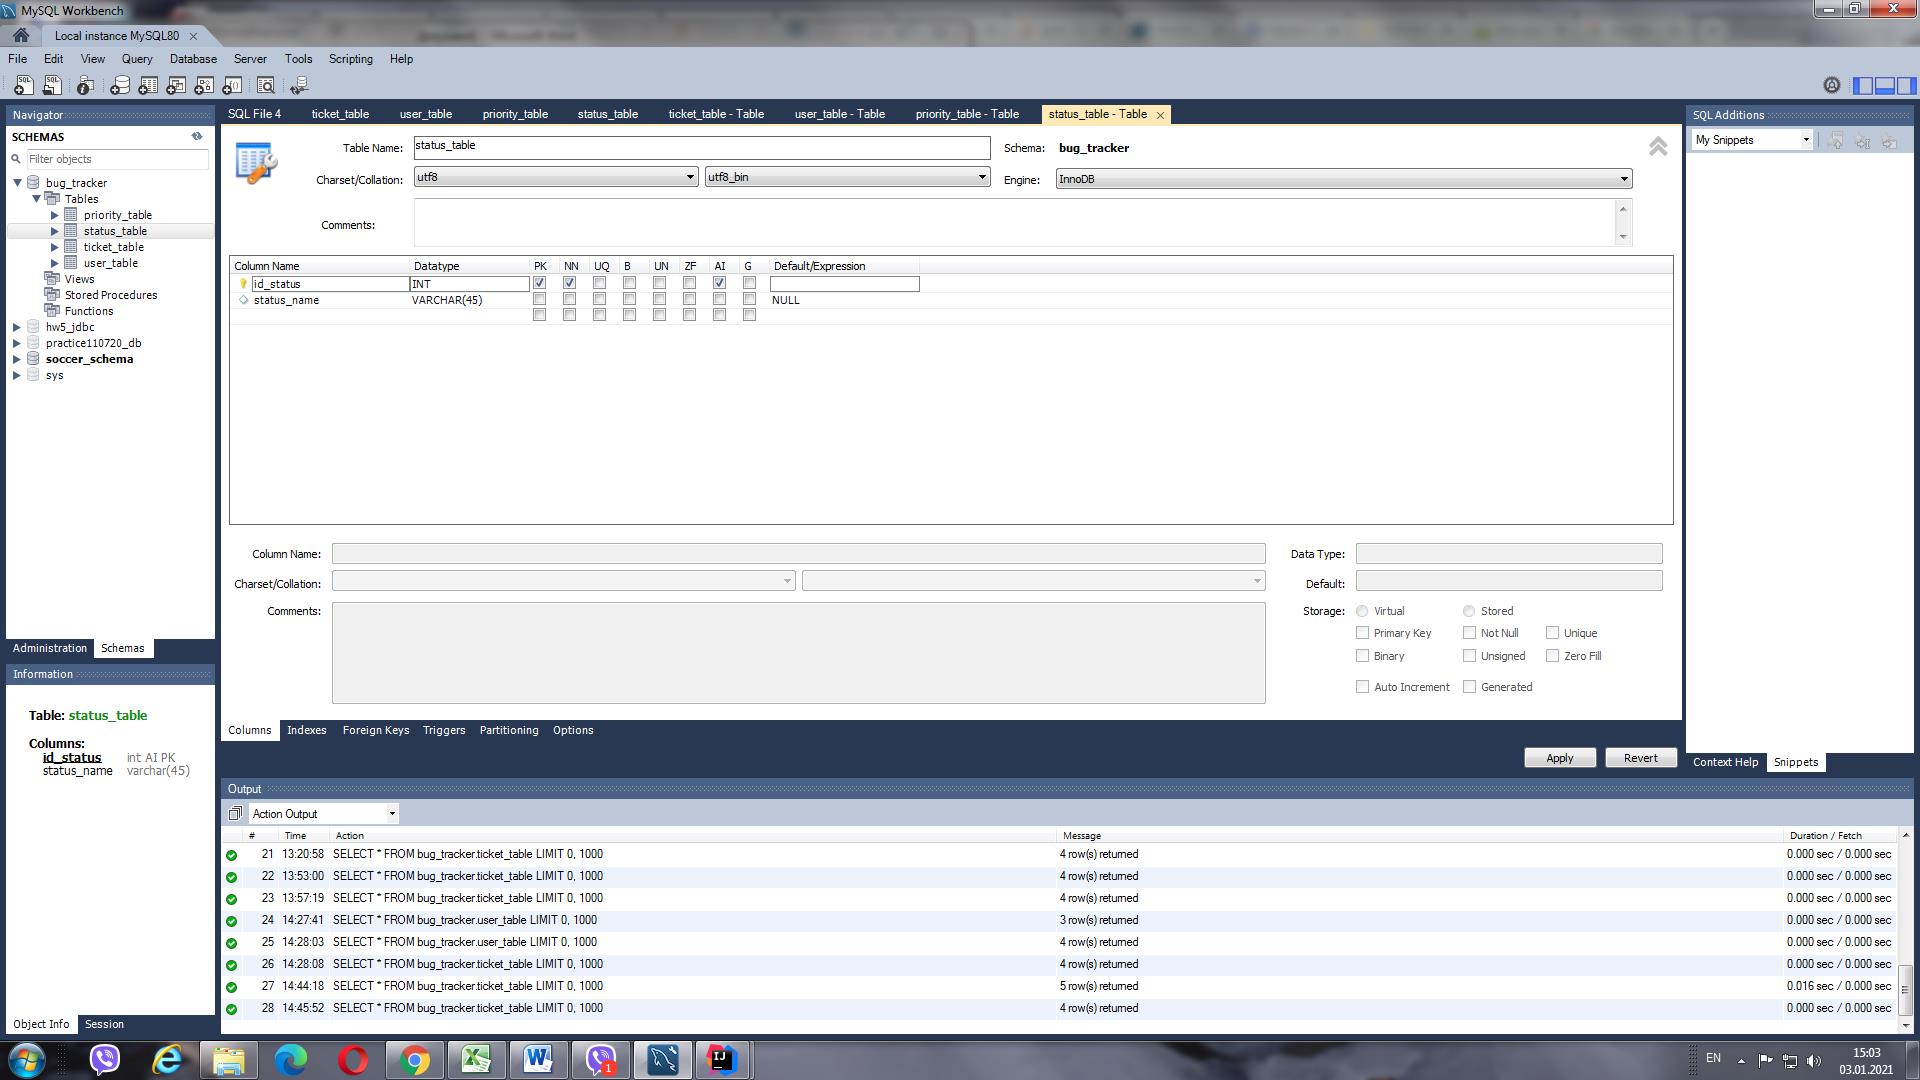 MySQL Workbench
Local instance MySQL80
File Edit View Query Database Server Tools Scripting Help
Navigator
SCHEMAS
Filter objects
bug_tracker
Tables
priority_table
status_table
ticket_table
user_table
Views
Stored Procedures
Functions
hw5_jdbc
practice110720_db
soccer_schema
sys
Administration Schemas
Information
Table: status_table
Columns:
id_status int AI PK
status_name varchar(45)
Object Info Session
SQL File 4 ticket_table user_table priority_table status_table ticket_table - Table user_table - Table priority_table - Table status_table - Table
Table Name: status_table Schema: bug_tracker
Charset/Collation: utf8 utf8_bin Engine: InnoDB
Comments:
Column Name Datatype PK NN UQ B UN ZF AI G Default/Expression
id_status INT
status_name VARCHAR(45) NULL
Column Name: Data Type:
Charset/Collation: Default:
Comments: Storage: Virtual Stored
Primary Key Not Null Unique
Binary Unsigned Zero Fill
Auto Increment Generated
Columns Indexes Foreign Keys Triggers Partitioning Options
Apply Revert
SQL Additions
My Snippets
Context Help Snippets
Output
Action Output
# Time Action Message Duration / Fetch
21 13:20:58 SELECT * FROM bug_tracker.ticket_table LIMIT 0, 1000 4 row(s) returned 0.000 sec / 0.000 sec
22 13:53:00 SELECT * FROM bug_tracker.ticket_table LIMIT 0, 1000 4 row(s) returned 0.000 sec / 0.000 sec
23 13:57:19 SELECT * FROM bug_tracker.ticket_table LIMIT 0, 1000 4 row(s) returned 0.000 sec / 0.000 sec
24 14:27:41 SELECT * FROM bug_tracker.user_table LIMIT 0, 1000 3 row(s) returned 0.000 sec / 0.000 sec
25 14:28:03 SELECT * FROM bug_tracker.user_table LIMIT 0, 1000 4 row(s) returned 0.000 sec / 0.000 sec
26 14:28:08 SELECT * FROM bug_tracker.ticket_table LIMIT 0, 1000 4 row(s) returned 0.000 sec / 0.000 sec
27 14:44:18 SELECT * FROM bug_tracker.ticket_table LIMIT 0, 1000 5 row(s) returned 0.016 sec / 0.000 sec
28 14:45:52 SELECT * FROM bug_tracker.ticket_table LIMIT 0, 1000 4 row(s) returned 0.000 sec / 0.000 sec
EN
15:03
03.01.2021